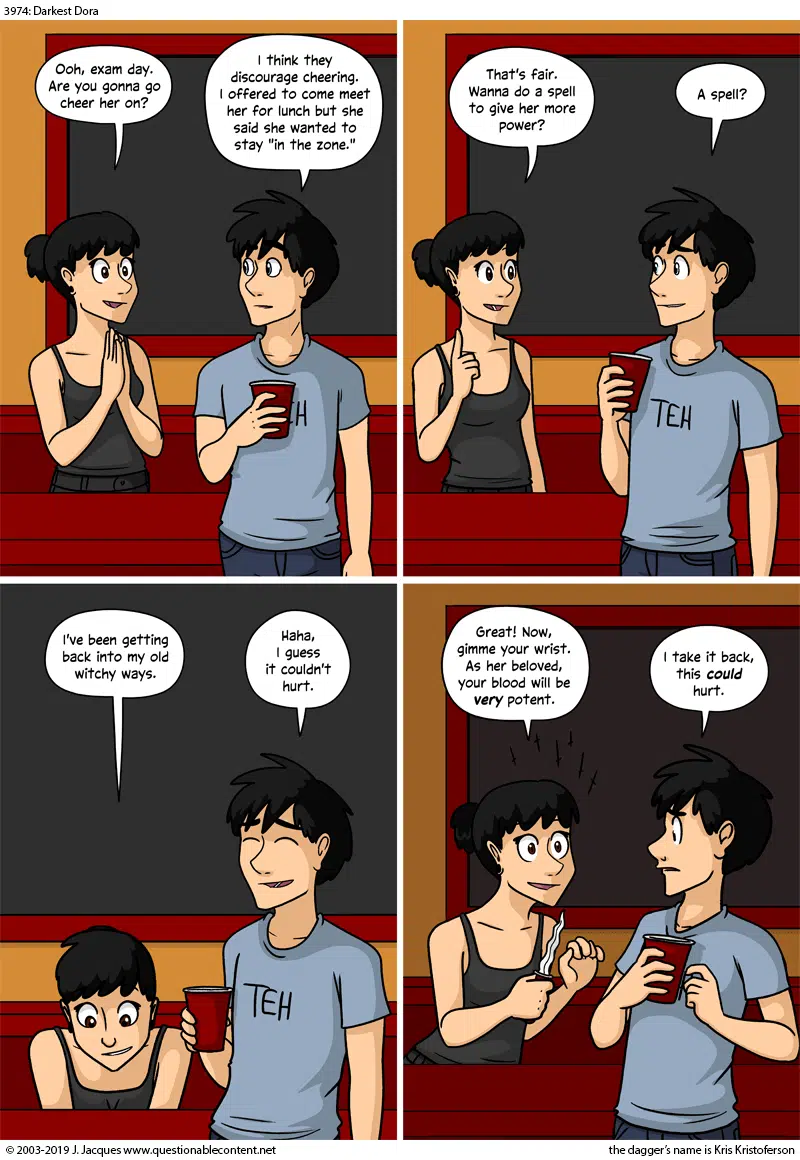 3974: Darkest Dora
Ooh, exam day.
Are you gonna go
cheer her on?
I think they
discourage cheering.
I offered to come meet
her for lunch but she
said she wanted to
stay "in the zone."
EH
That's fair.
Wanna do a spell
to give her more
power?
A spell?
TEH
I've been getting
back into my old
witchy ways.
Haha,
I guess
it couldn't
hurt.
TEH
Great! Now,
gimme your wrist.
As her beloved,
your blood will be
very potent.
I take it back,
this could
hurt.
© 2003-2019 J. Jacques www.questionablecontent.net
the dagger's name is Kris Kristoferson